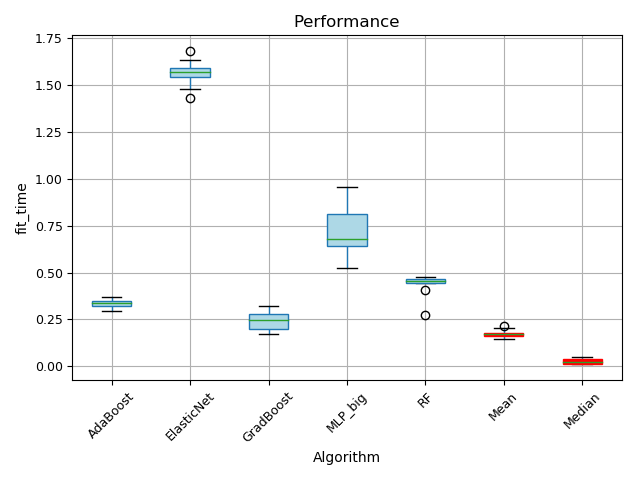 Performance
1.75
1.50
1.25
1.00
0.75
0.50
0.25
0.00
fit_time
AdaBoost
ElasticNet
GradBoost
MLP_big
RF
Mean
Median
Algorithm